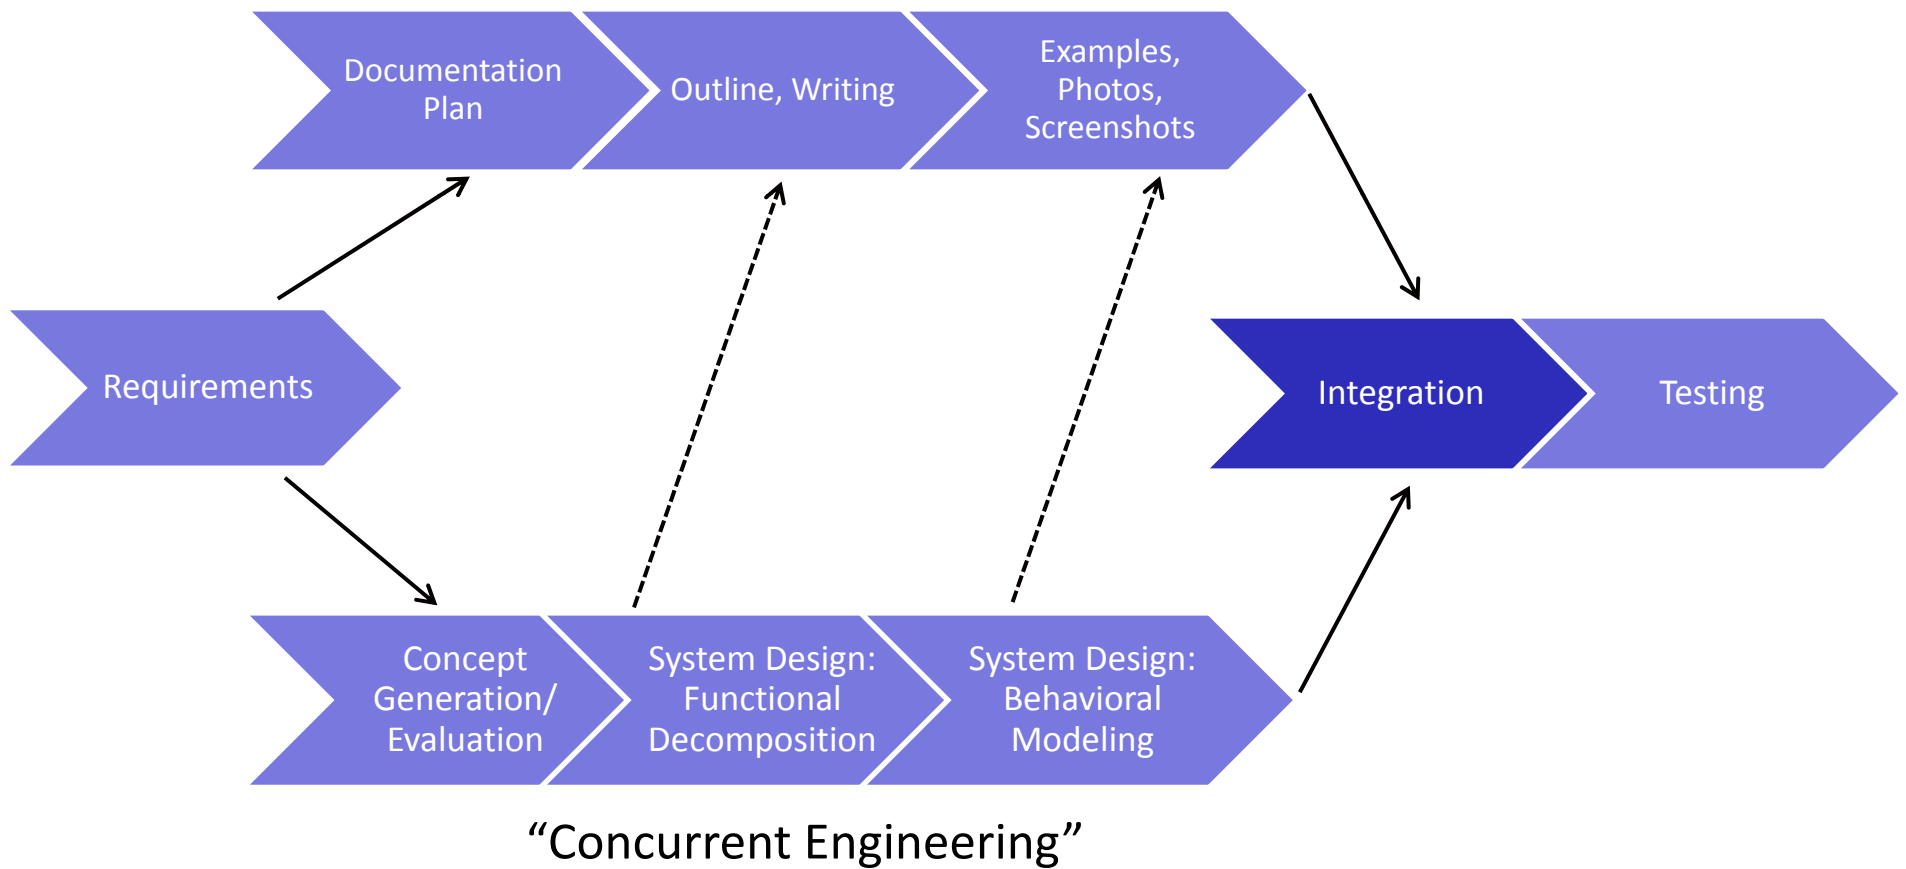 Documentation
Plan
Outline, Writing
Examples,
Photos,
Screenshots
Requirements
Integration
Testing
Concept
Generation/
Evaluation
System Design:
Functional
Decomposition
System Design:
Behavioral
Modeling
“Concurrent Engineering”